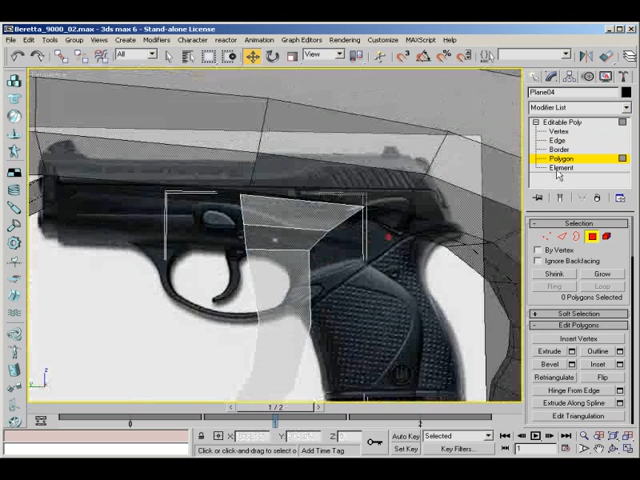 Beretta_9000_02.max - 3ds max 6 - Stand-alone License
File Edit Tools Group Views Create Modifiers Character reactor Animation Graph Editors Rendering Customize MAXScript Help
All
View
Plane04
Modifier List
Editable Poly
Vertex
Edge
Border
Polygon
Element
Selection
By Vertex
Ignore Backfacing
Shrink Grow
Ring Loop
0 Polygons Selected
Soft Selection
Edit Polygons
Insert Vertex
Extrude Outline
Bevel Inset
Retriangulate Flip
Hinge From Edge
Extrude Along Spline
Edit Triangulation
1 / 2
0 1 2
X: Y: Z:
Auto Key Selected
Set Key Key Filters...
1
Click or click-and-drag to select o Add Time Tag